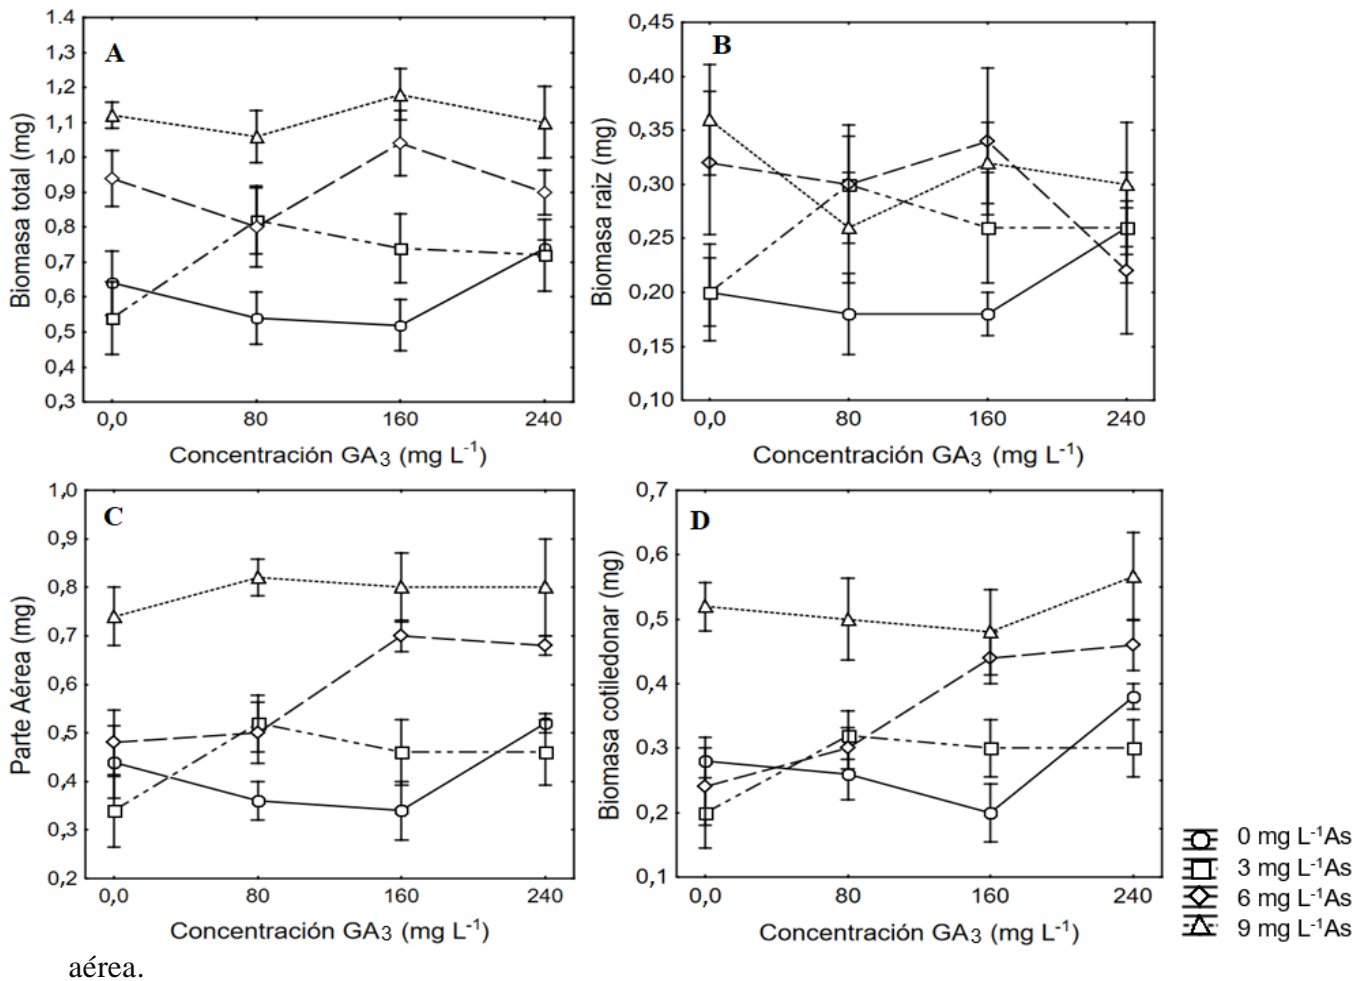 A
Biomasa total (mg)
1.4
1,3
1,2
1,1
1,0
0,9
0,8
0,7
0,6
0,5
0,4
0,3
0,0 80 160 240
Concentración GA3 (mg L-1)
B
Biomasa raiz (mg)
0,45
0,40
0,35
0,30
0,25
0,20
0,15
0,10
0,0 80 160 240
Concentración GA3 (mg L-1)
C
Parte Aérea (mg)
1,0
0,9
0,8
0,7
0,6
0,5
0,4
0,3
0,2
0,0 80 160 240
Concentración GA3 (mg L-1)
D
Biomasa cotiledonar (mg)
0,7
0,6
0,5
0,4
0,3
0,2
0,1
0,0 80 160 240
Concentración GA3 (mg L-1)
0 mg L-1As
3 mg L-1As
6 mg L-1As
9 mg L-1As
aérea.